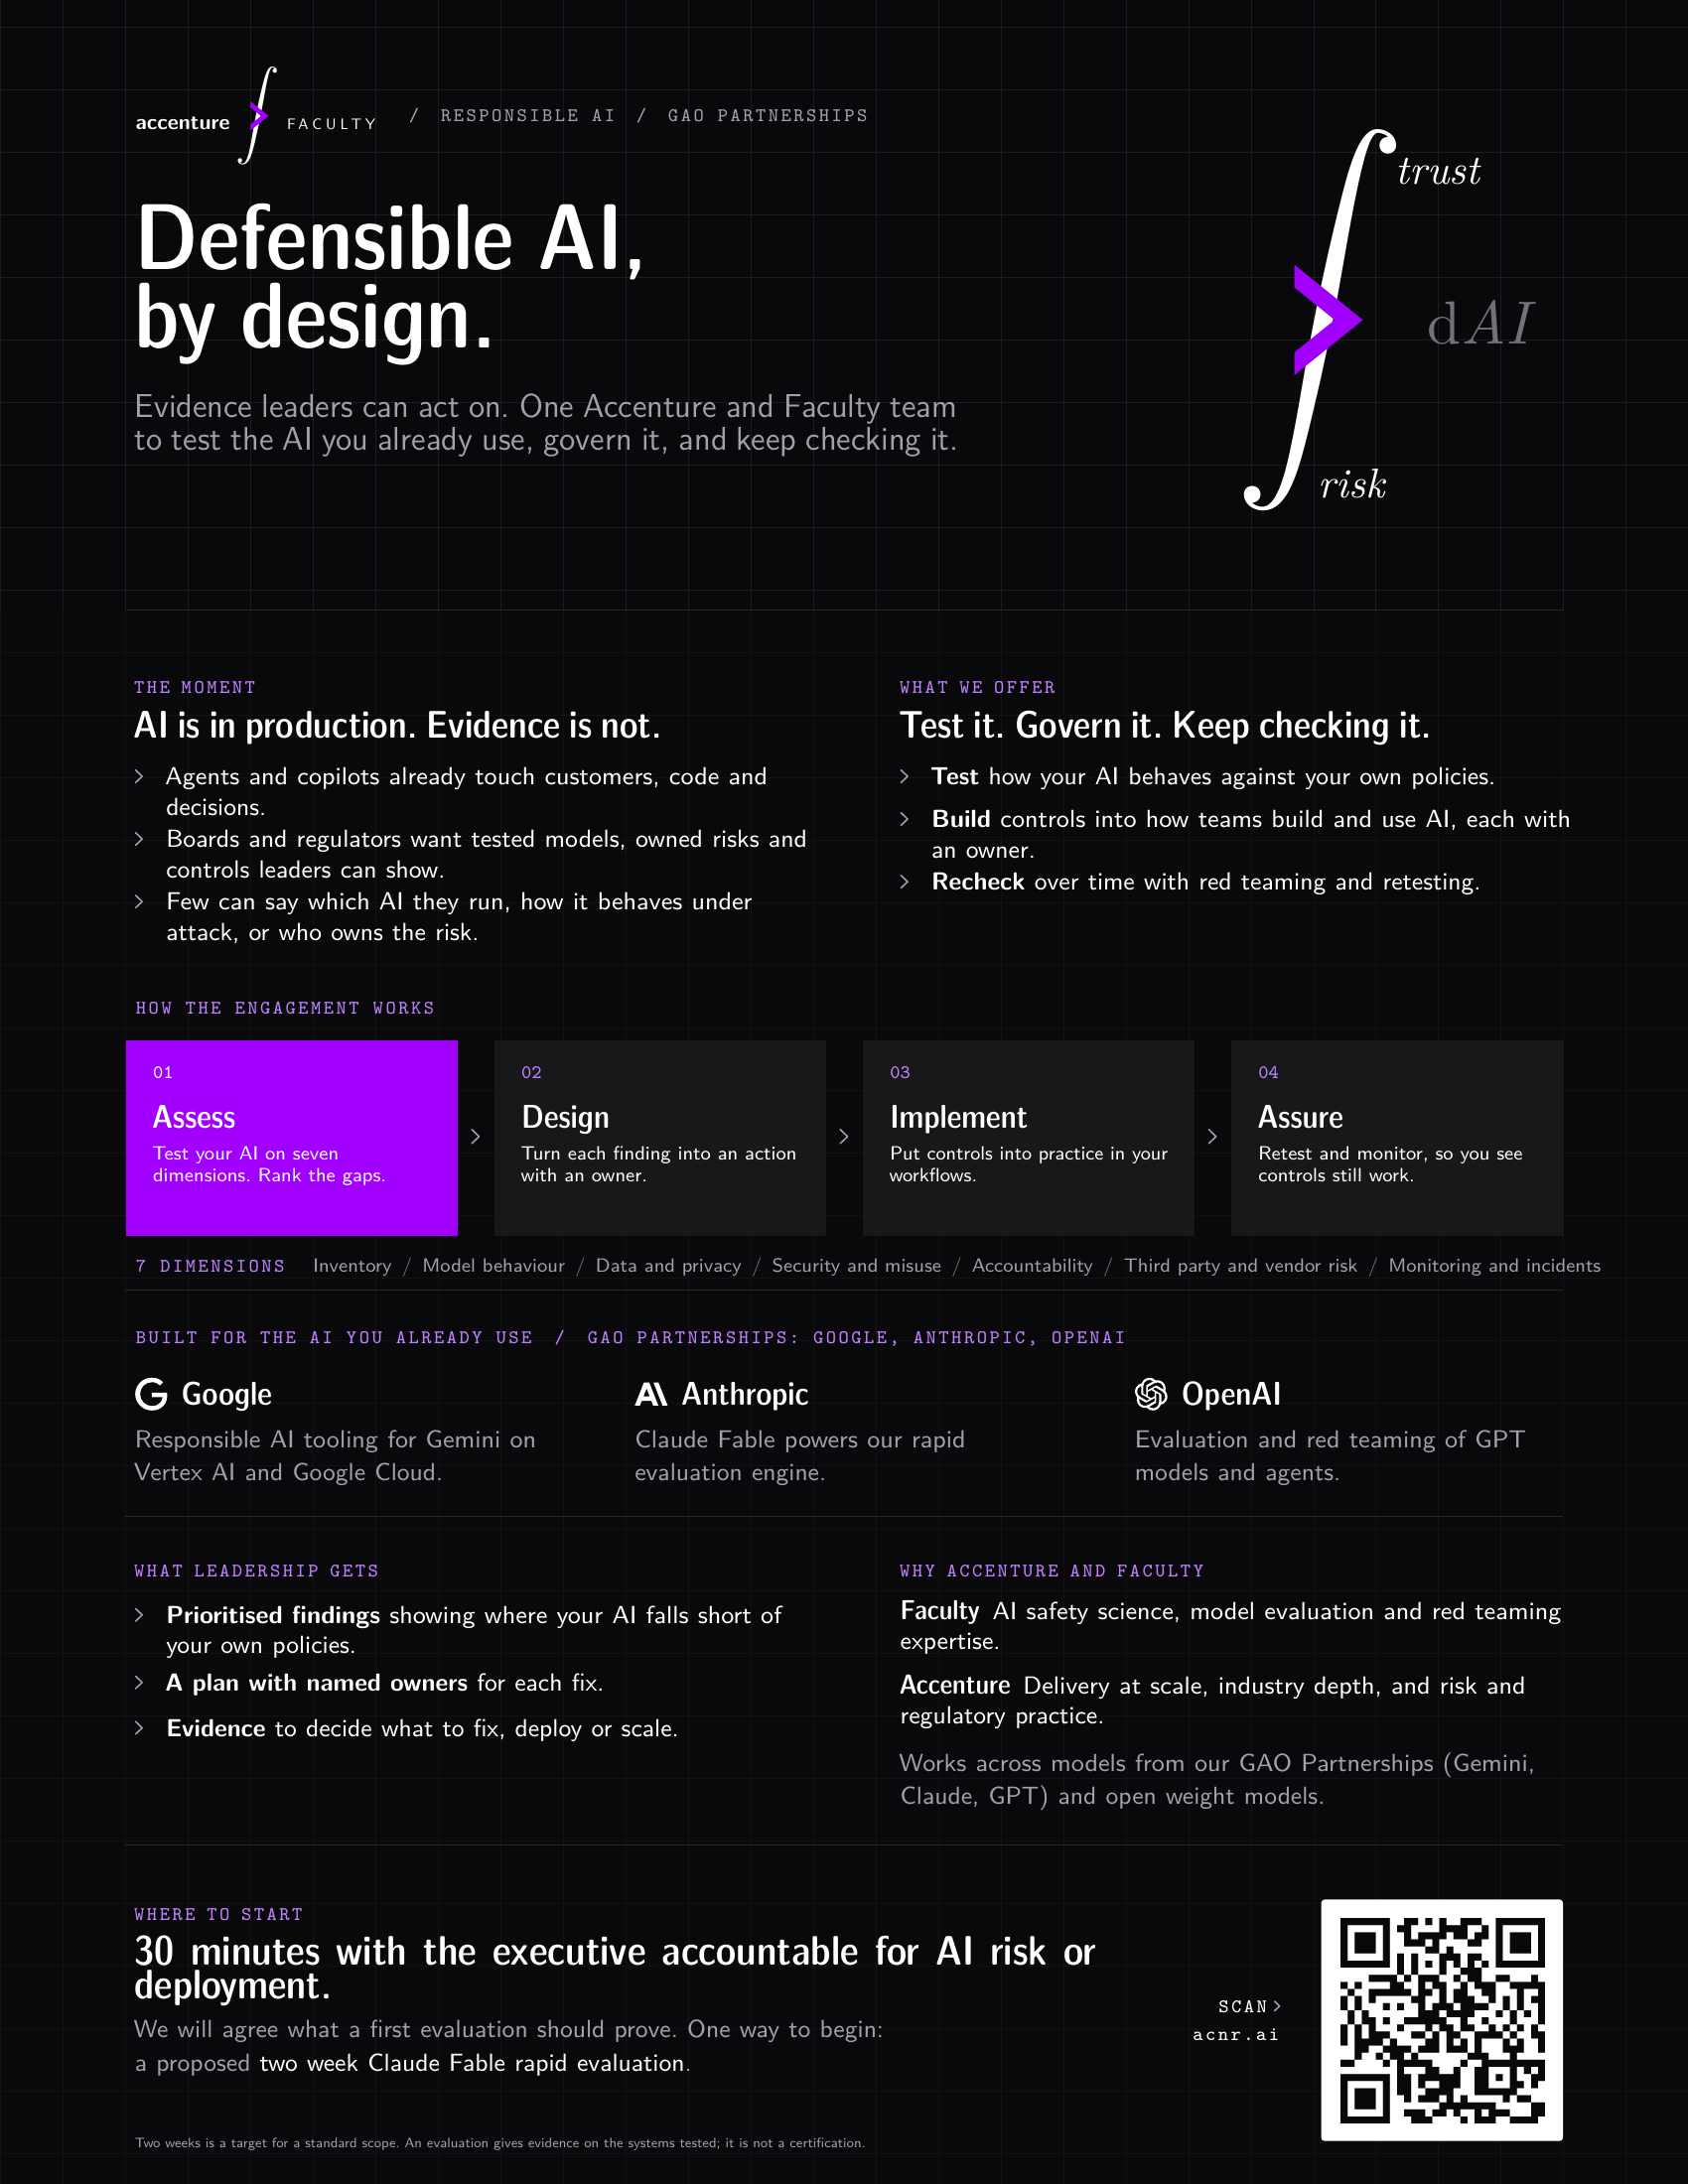 accenture FACULTY / RESPONSIBLE AI / GAO PARTNERSHIPS
Defensible AI,
by design.
Evidence leaders can act on. One Accenture and Faculty team
to test the AI you already use, govern it, and keep checking it.
trust
dAI
risk
THE MOMENT
AI is in production. Evidence is not.
Agents and copilots already touch customers, code and
decisions.
Boards and regulators want tested models, owned risks and
controls leaders can show.
Few can say which AI they run, how it behaves under
attack, or who owns the risk.
WHAT WE OFFER
Test it. Govern it. Keep checking it.
Test how your AI behaves against your own policies.
Build controls into how teams build and use AI, each with
an owner.
Recheck over time with red teaming and retesting.
HOW THE ENGAGEMENT WORKS
01
Assess
Test your AI on seven
dimensions. Rank the gaps.
02
Design
Turn each finding into an action
with an owner.
03
Implement
Put controls into practice in your
workflows.
04
Assure
Retest and monitor, so you see
controls still work.
7 DIMENSIONS Inventory / Model behaviour / Data and privacy / Security and misuse / Accountability / Third party and vendor risk / Monitoring and incidents
BUILT FOR THE AI YOU ALREADY USE / GAO PARTNERSHIPS: GOOGLE, ANTHROPIC, OPENAI
Google
Responsible AI tooling for Gemini on
Vertex AI and Google Cloud.
Anthropic
Claude Fable powers our rapid
evaluation engine.
OpenAI
Evaluation and red teaming of GPT
models and agents.
WHAT LEADERSHIP GETS
Prioritised findings showing where your AI falls short of
your own policies.
A plan with named owners for each fix.
Evidence to decide what to fix, deploy or scale.
WHY ACCENTURE AND FACULTY
Faculty AI safety science, model evaluation and red teaming
expertise.
Accenture Delivery at scale, industry depth, and risk and
regulatory practice.
Works across models from our GAO Partnerships (Gemini,
Claude, GPT) and open weight models.
WHERE TO START
30 minutes with the executive accountable for AI risk or
deployment.
We will agree what a first evaluation should prove. One way to begin:
a proposed two week Claude Fable rapid evaluation.
SCAN
acnr.ai
Two weeks is a target for a standard scope. An evaluation gives evidence on the systems tested; it is not a certification.